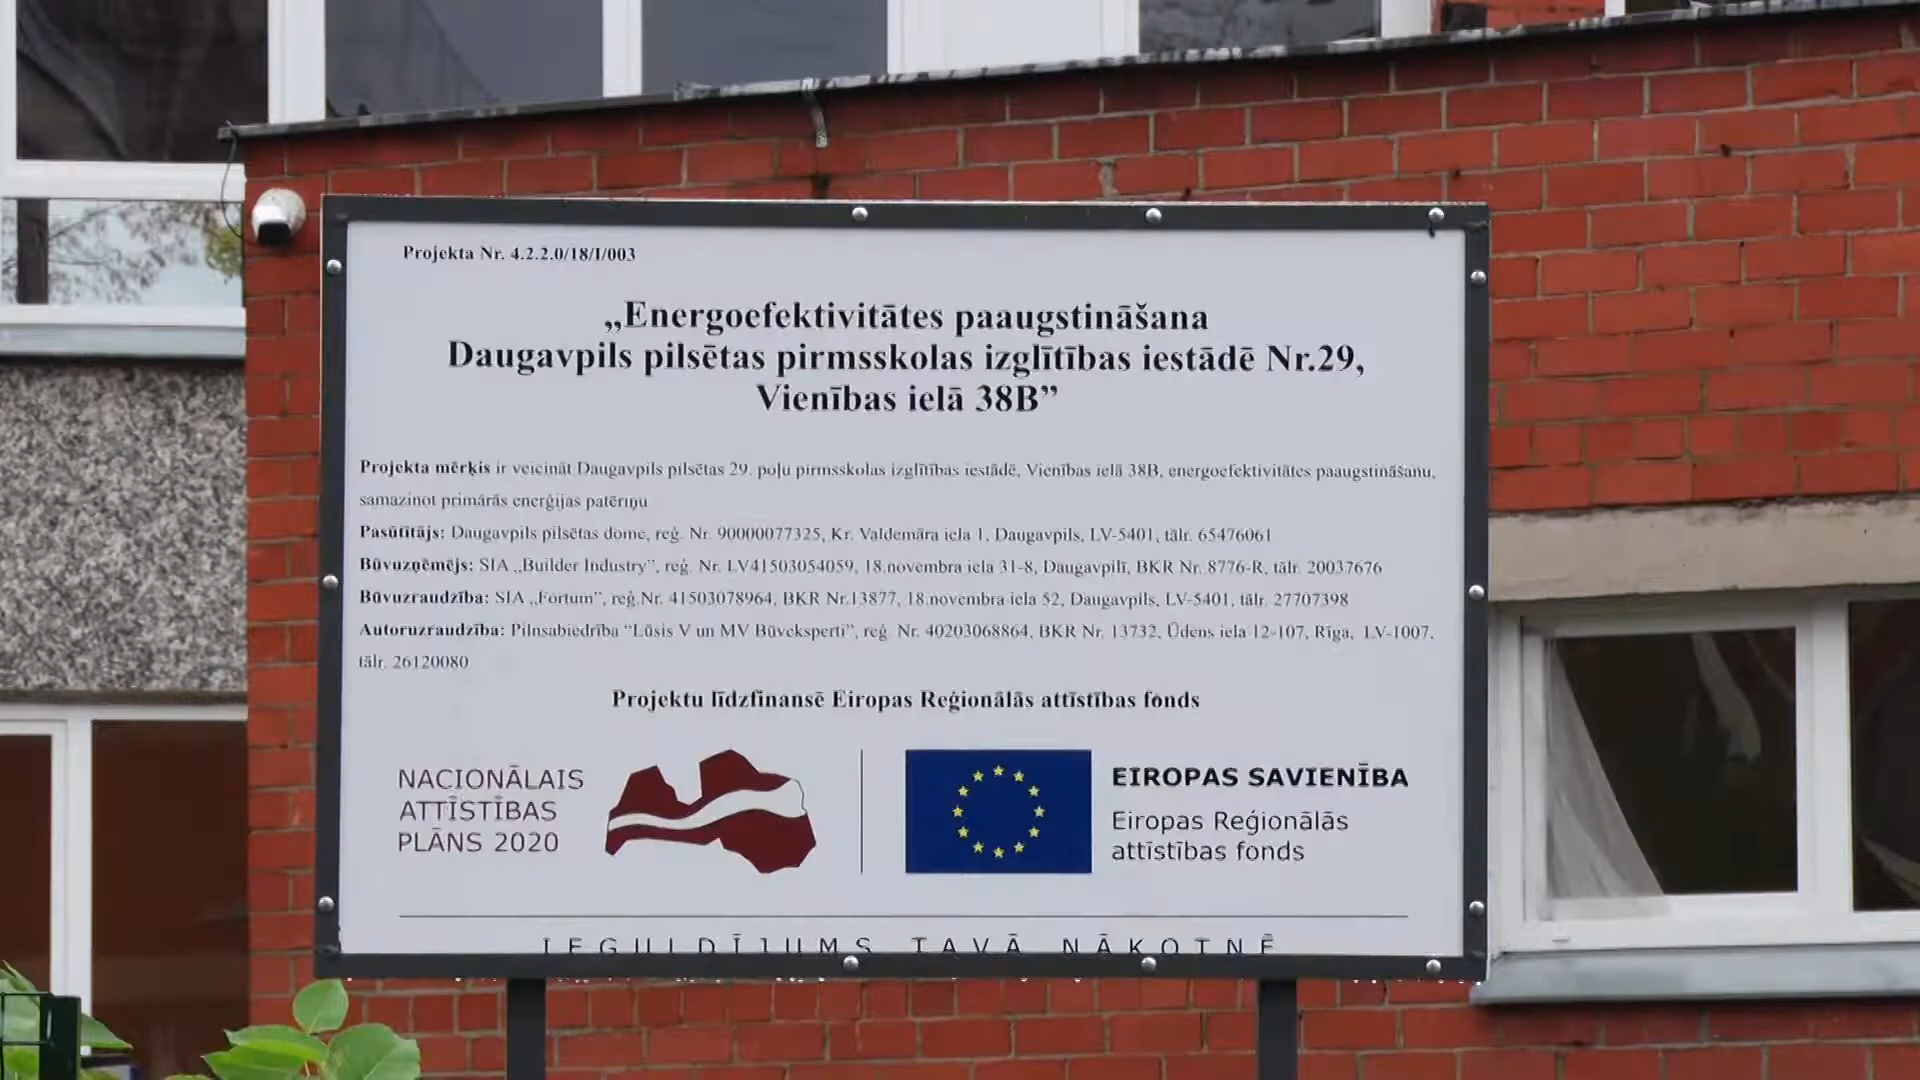 Projekta Nr. 4.2.2.0/18/I/003
„Energoefektivitātes paaugstināšana
Daugavpils pilsētas pirmsskolas izglītības iestādē Nr.29,
Vienības ielā 38B”
Projekta mērķis ir veicināt Daugavpils pilsētas 29. poļu pirmsskolas izglītības iestādē, Vienības ielā 38B, energoefektivitātes paaugstināšanu,
samazinot primārās enerģijas patēriņu
Pasūtītājs: Daugavpils pilsētas dome, reģ. Nr. 90000077325, Kr. Valdemāra iela 1, Daugavpils, LV-5401, tālr. 65476061
Būvuzņēmējs: SIA „Builder Industry”, reģ. Nr. LV41503054059, 18.novembra iela 31-8, Daugavpilī, BKR Nr. 8776-R, tālr. 20037676
Būvuzraudzība: SIA „Fortum”, reģ.Nr. 41503078964, BKR Nr.13877, 18.novembra iela 52, Daugavpils, LV-5401, tālr. 27707398
Autoruzraudzība: Pilnsabiedrība “Lūsis V un MV Būveksperti”, reģ. Nr. 40203068864, BKR Nr. 13732, Ūdens iela 12-107, Rīga, LV-1007,
tālr. 26120080
Projektu līdzfinansē Eiropas Reģionālās attīstības fonds
NACIONĀLAIS
ATTĪSTĪBAS
PLĀNS 2020
EIROPAS SAVIENĪBA
Eiropas Reģionālās
attīstības fonds
IEGULDĪJUMS TAVĀ NĀKOTNĒ